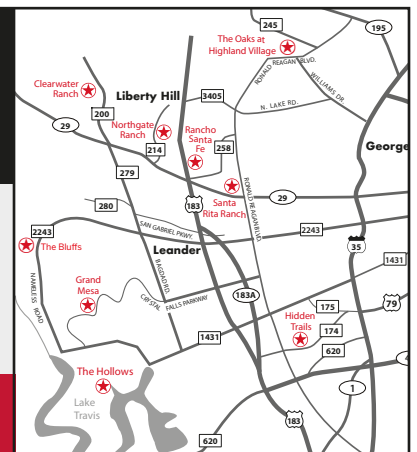 245
195
The Oaks at
Highland Village
RONALD REAGAN BLVD.
WILLIAMS DR.
Clearwater
Ranch
Liberty Hill
3405
N. LAKE RD.
200
29
Northgate
Ranch
Rancho
Santa
Fe
214
258
George
279
Santa
Rita Ranch
29
280
183
RONALD REAGAN BLVD.
2243
SAN GABRIEL PKWY.
2243
The Bluffs
Leander
35
1431
NAMELESS ROAD
BAGDAD RD.
Grand
Mesa
CRYSTAL FALLS PARKWAY
183A
175
79
Hidden
Trails
174
1431
620
4
The Hollows
1
Lake
Travis
183
620